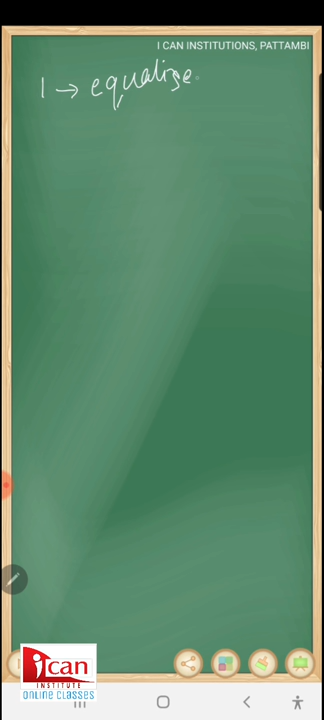 I CAN INSTITUTIONS, PATTAMBI
1 → equalise
ican
INSTITUTE
ONLINE CLASSES